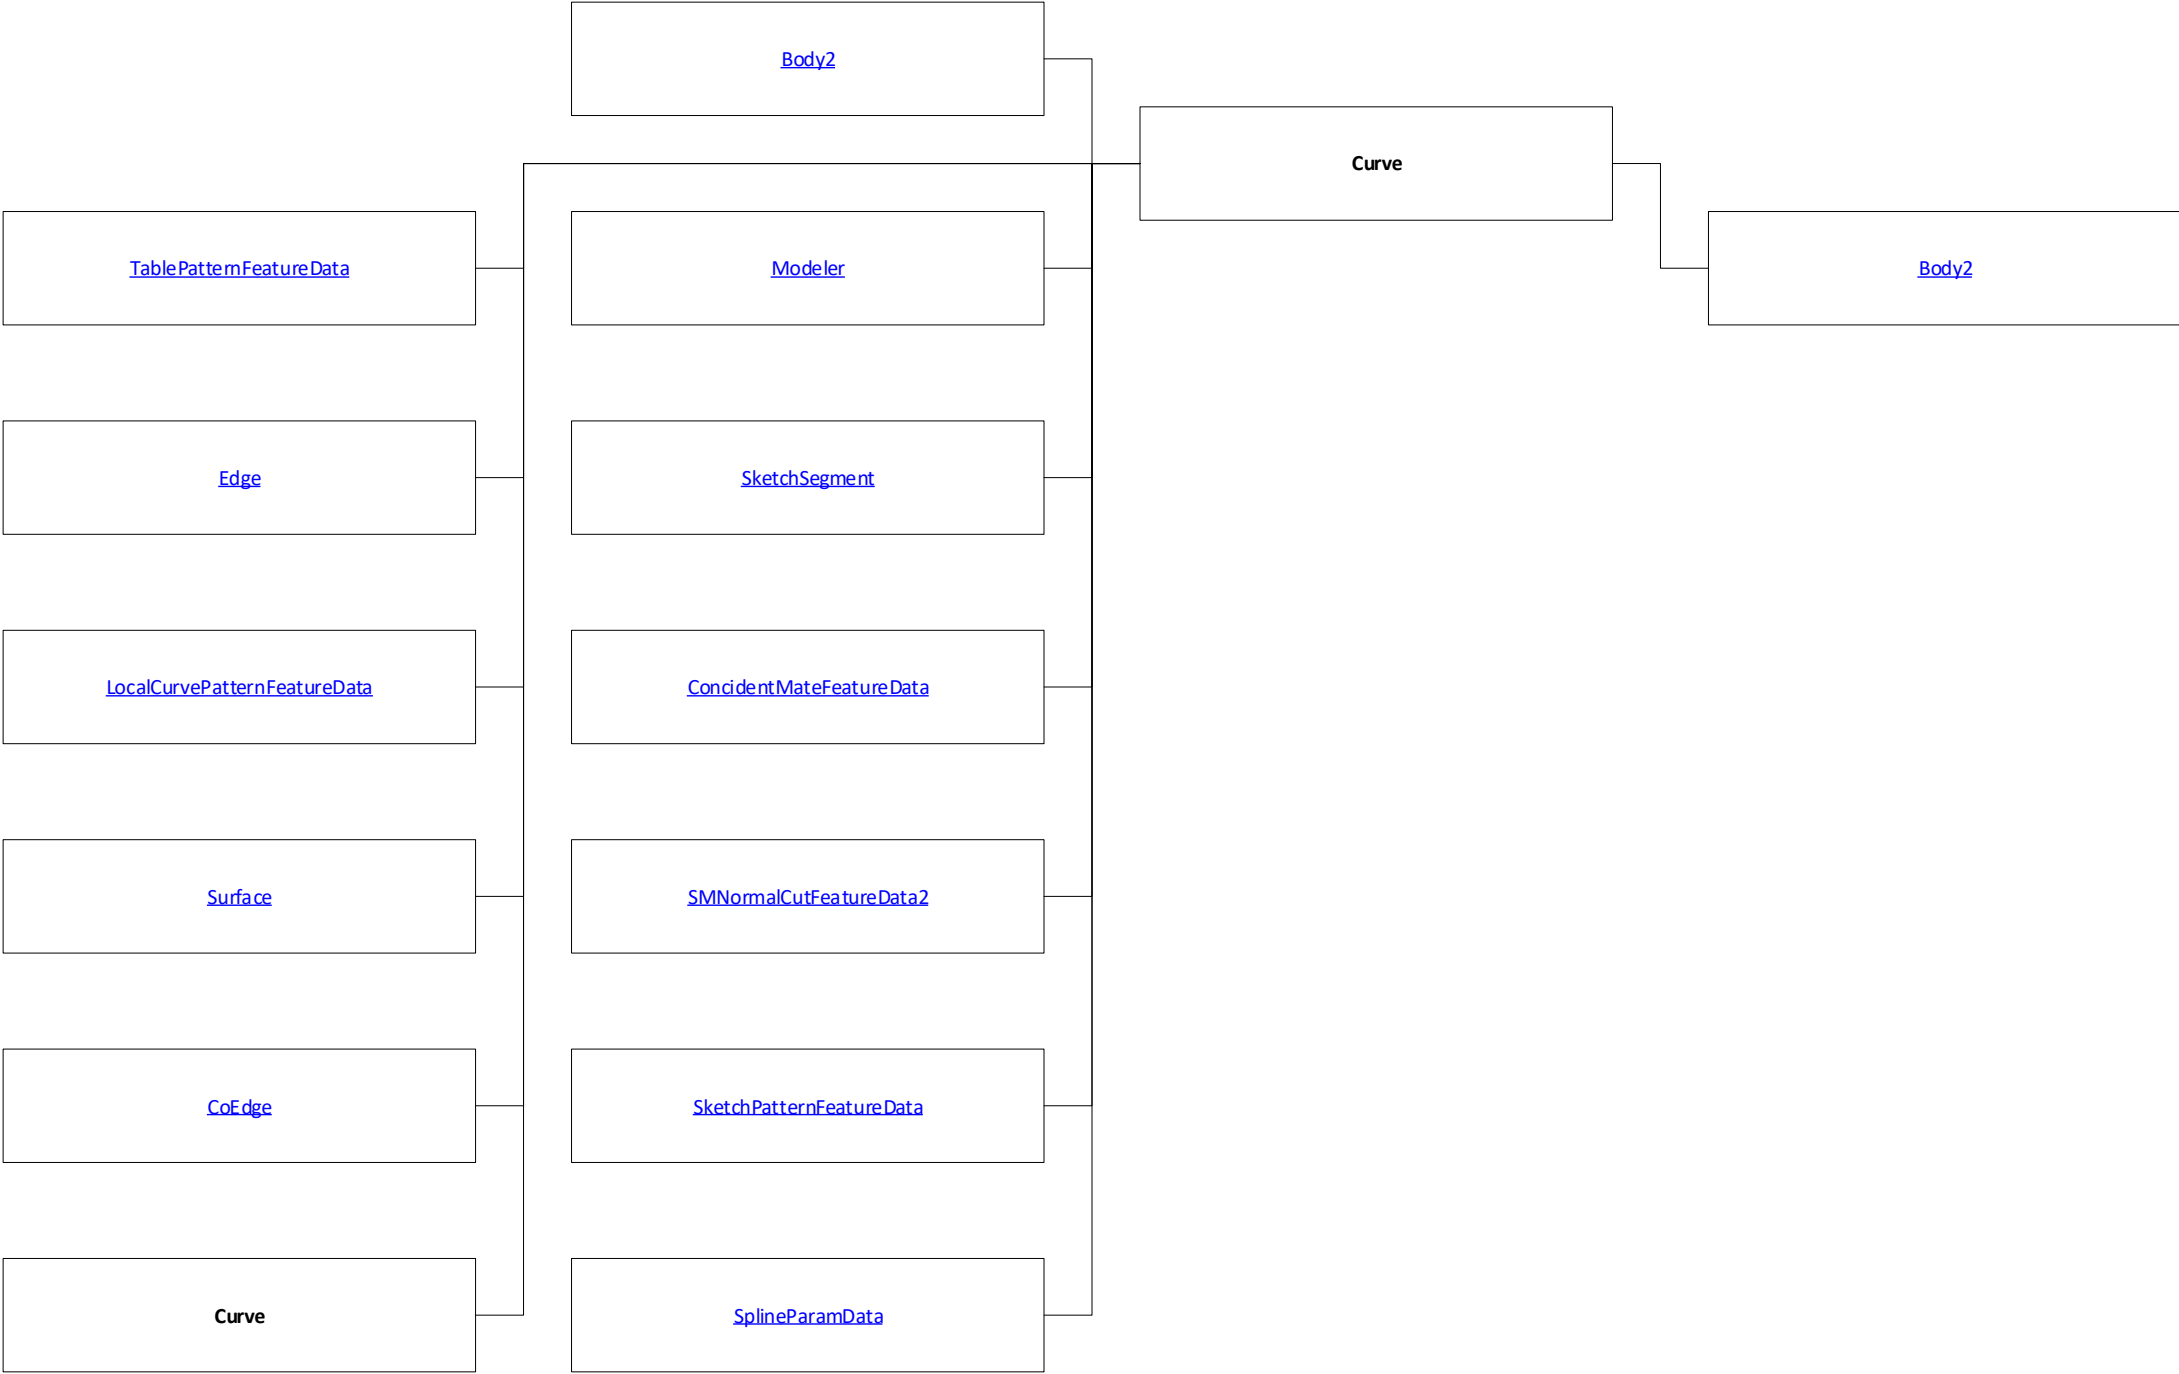 Body2
Curve
TablePatternFeatureData
Modeler
Body2
Edge
SketchSegment
LocalCurvePatternFeatureData
ConcidentMateFeatureData
Surface
SMNormalCutFeatureData2
CoEdge
SketchPatternFeatureData
Curve
SplineParamData